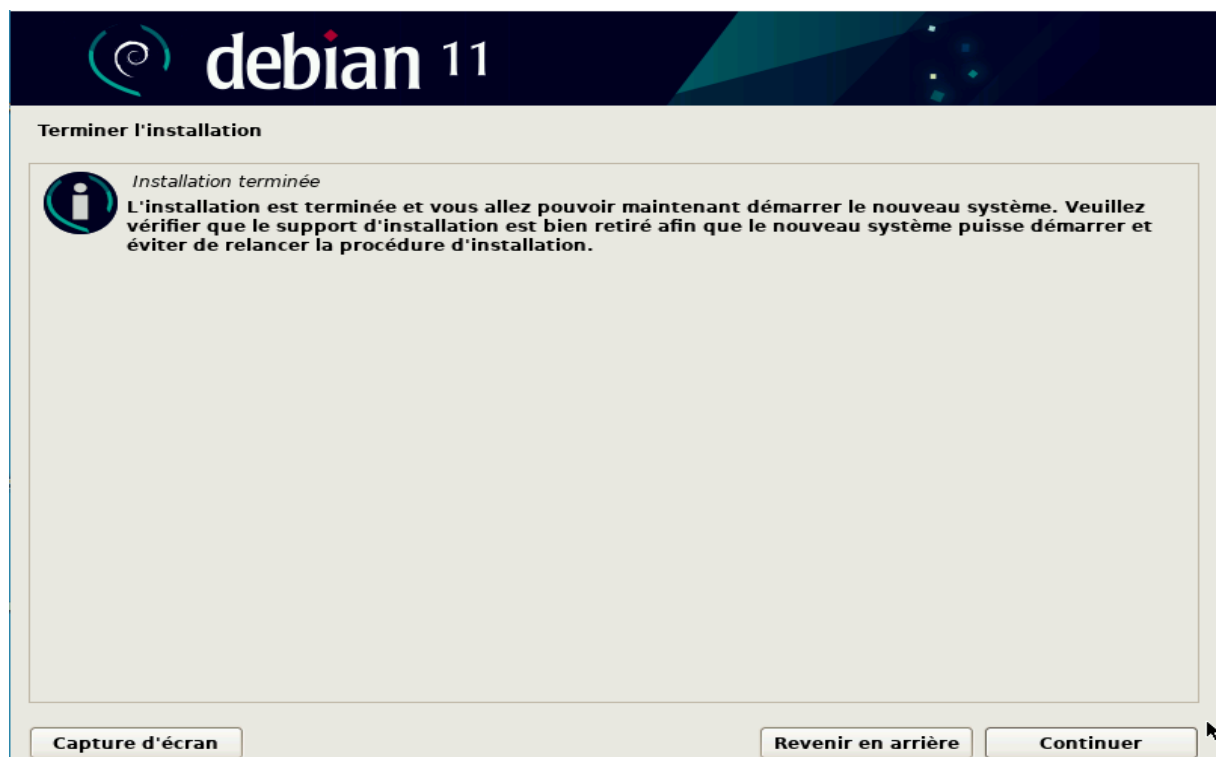 debian 11
Terminer l'installation
Installation terminée
L'installation est terminée et vous allez pouvoir maintenant démarrer le nouveau système. Veuillez
vérifier que le support d'installation est bien retiré afin que le nouveau système puisse démarrer et
éviter de relancer la procédure d'installation.
Capture d'écran
Revenir en arrière
Continuer